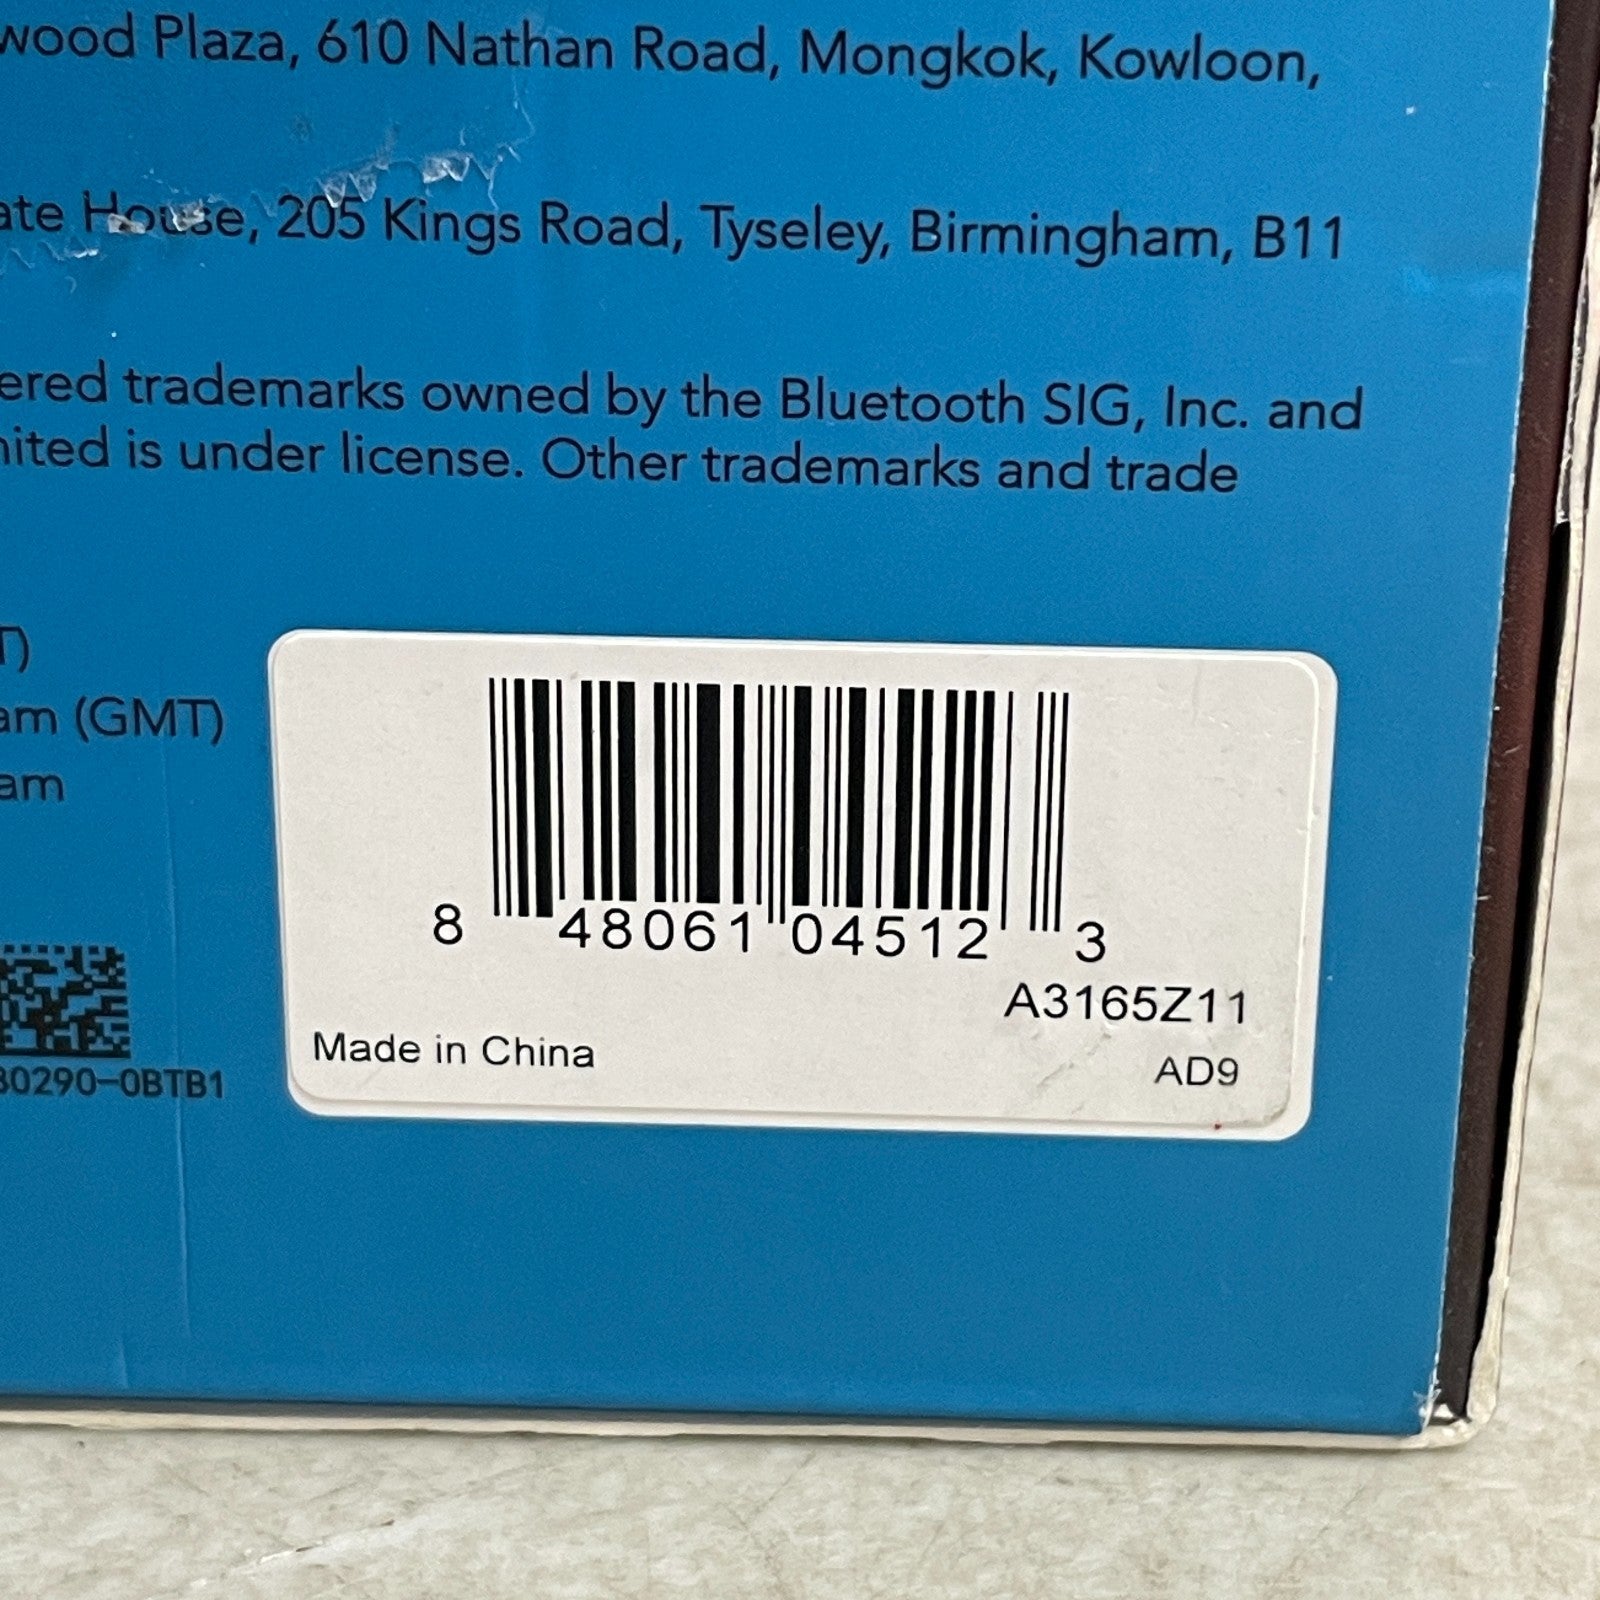 wood Plaza, 610 Nathan Road, Mongkok, Kowloon,
ate House, 205 Kings Road, Tyseley, Birmingham, B11
ered trademarks owned by the Bluetooth SIG, Inc. and
nited is under license. Other trademarks and trade
T)
am (GMT)
am
8 48061 04512 3
A3165Z11
Made in China
AD9
80290-0BTB1